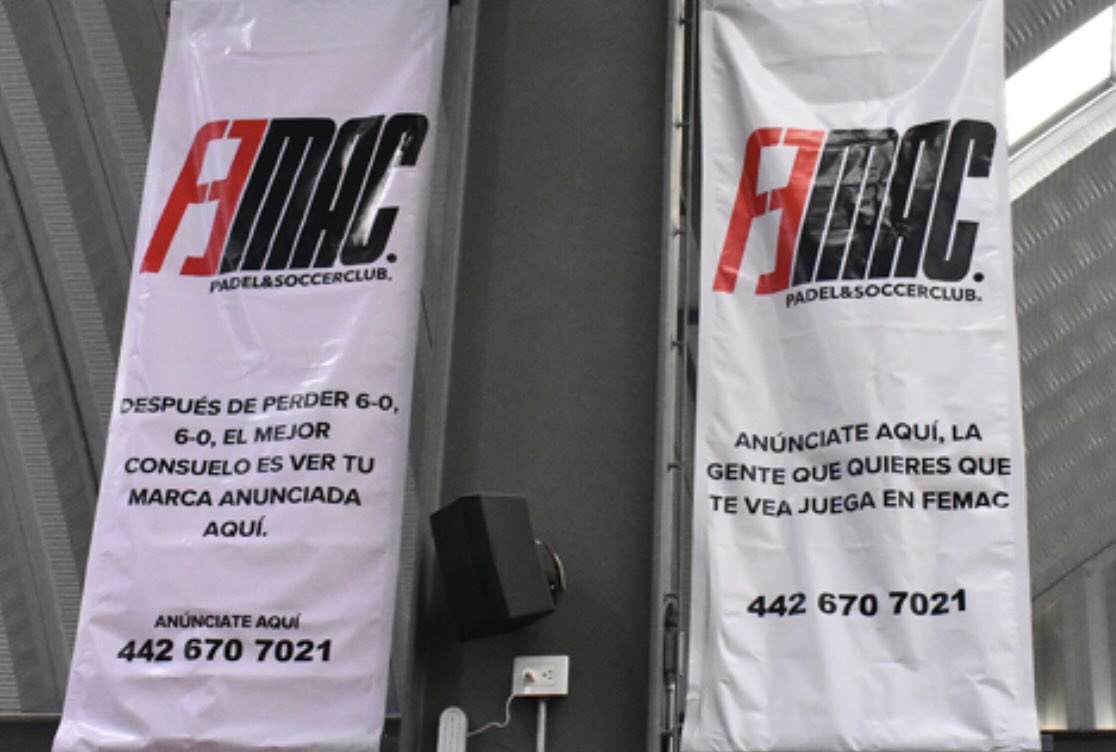 FEMAC.
PADEL&SOCCERCLUB.
DESPUÉS DE PERDER 6-0,
6-0, EL MEJOR
CONSUELO ES VER TU
MARCA ANUNCIADA
AQUÍ.
ANÚNCIATE AQUÍ
442 670 7021
FEMAC.
PADEL&SOCCERCLUB.
ANÚNCIATE AQUÍ, LA
GENTE QUE QUIERES QUE
TE VEA JUEGA EN FEMAC
442 670 7021